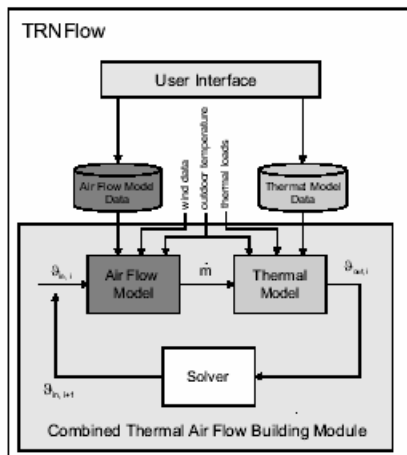 TRNFlow
User Interface
Air Flow Model
Data
wind data
outdoor temperature
thermal loads
Thermal Model
Data
ϑin, i
Air Flow
Model
ṁ
Thermal
Model
ϑout,i
Solver
ϑin, i+1
Combined Thermal Air Flow Building Module